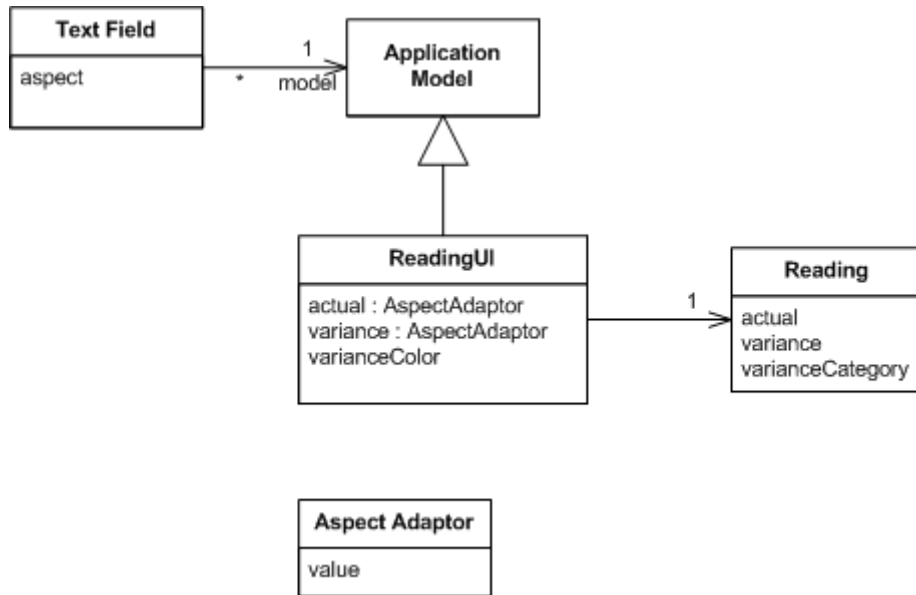 Text Field
aspect
1
*
model
Application
Model
ReadingUI
actual : AspectAdaptor
variance : AspectAdaptor
varianceColor
1
Reading
actual
variance
varianceCategory
Aspect Adaptor
value